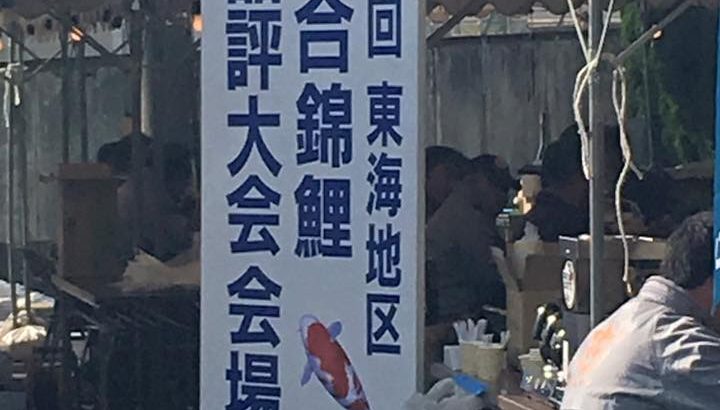 回 東海地区
合錦鯉
評大会会場